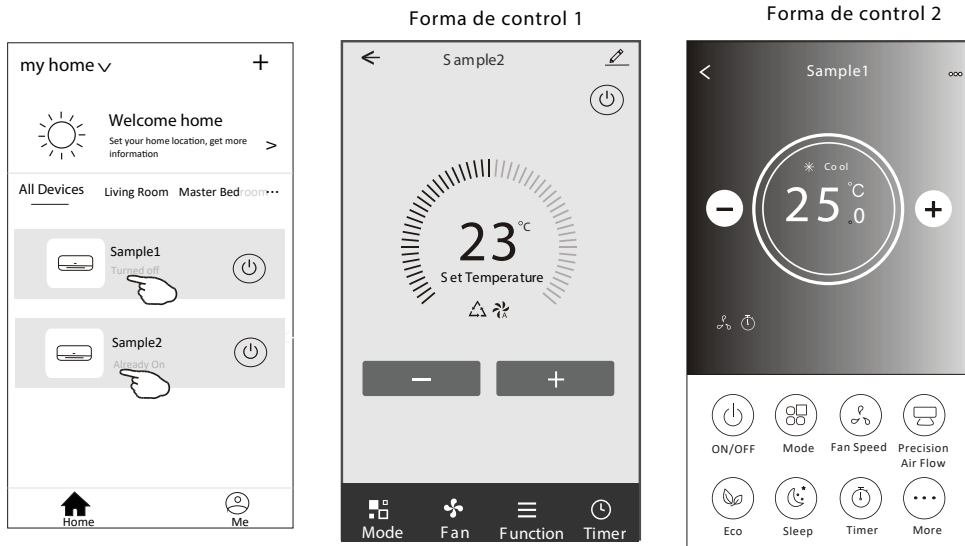 Forma de control 1
Forma de control 2
my home
+
Welcome home
Set your home location, get more
information
>
All Devices
Living Room
Master Bedroom...
Sample1
Turned off
Sample2
Already On
Home
Me
Sample2
23°C
Set Temperature
A
−
+
Mode
Fan
Function
Timer
<
Sample1
Cool
25.0°C
−
+
ON/OFF
Mode
Fan Speed
Precision
Air Flow
Eco
Sleep
Timer
More